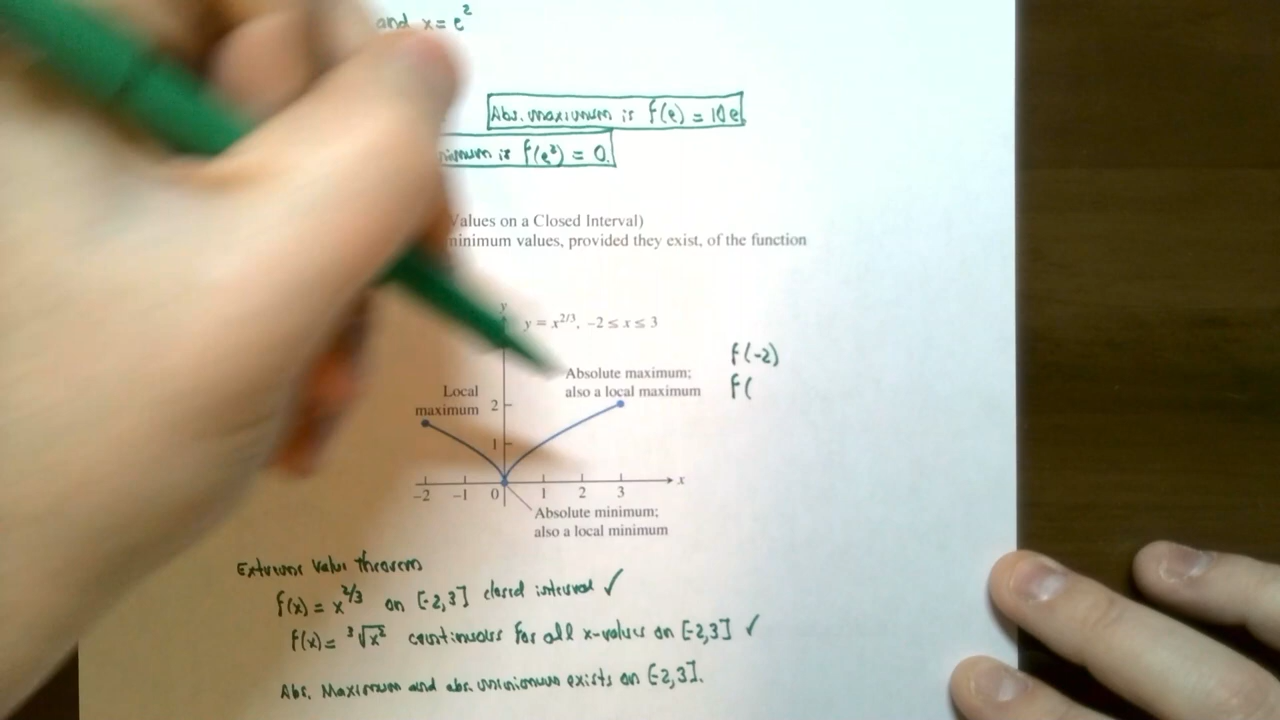 and x = e²
Abs. maximum is f(e) = 10e.
is f(e²) = 0.
Values on a Closed Interval)
minimum values, provided they exist, of the function
y
y = x^{2/3}, −2 ≤ x ≤ 3
f(-2)
Absolute maximum;
f(
also a local maximum
Local
maximum
2
1
−2 −1 0 1 2 3 x
Absolute minimum;
also a local minimum
Extreme value theorem
f(x) = x^{2/3} on [-2,3] closed interval ✓
f(x) = ³√x² continuous for all x-values on [-2,3] ✓
Abs. Maximum and abs. minimum exists on [-2,3].